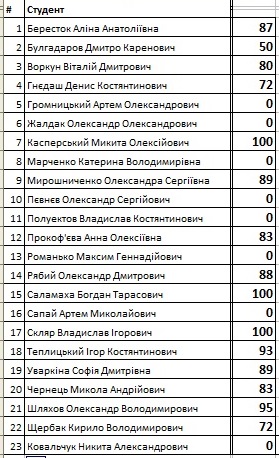 # Студент
1 Бересток Аліна Анатоліївна 87
2 Булгадаров Дмитро Каренович 50
3 Воркун Віталій Дмитрович 80
4 Гнєдаш Денис Костянтинович 72
5 Громницький Артем Олександрович 0
6 Жалдак Олександр Олександрович 0
7 Касперський Микита Олексійович 100
8 Марченко Катерина Володимирівна 0
9 Мирошниченко Олександра Сергіївна 89
10 Пєвнєв Олександр Сергійович 0
11 Полуектов Владислав Костянтинович 0
12 Прокоф'єва Анна Олексіївна 83
13 Романько Максим Геннадійович 0
14 Рябий Олександр Дмитрович 88
15 Саламаха Богдан Тарасович 100
16 Сапай Артем Миколайович 0
17 Скляр Владислав Ігорович 100
18 Теплицький Ігор Костянтинович 93
19 Уваркіна Софія Дмитрівна 89
20 Чернець Микола Андрійович 83
21 Шляхов Олександр Володимирович 95
22 Щербак Кирило Володимирович 72
23 Ковальчук Никита Александрович 0